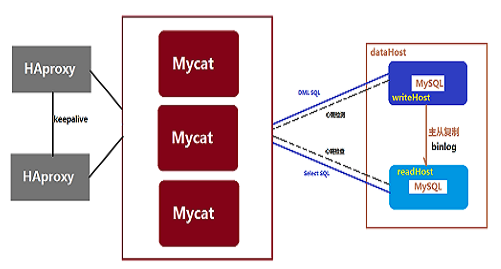 HAproxy
keepalive
HAproxy
Mycat
Mycat
Mycat
DML SQL
心跳检测
心跳检查
Select SQL
dataHost
MySQL
writeHost
主从复制
binlog
readHost
MySQL